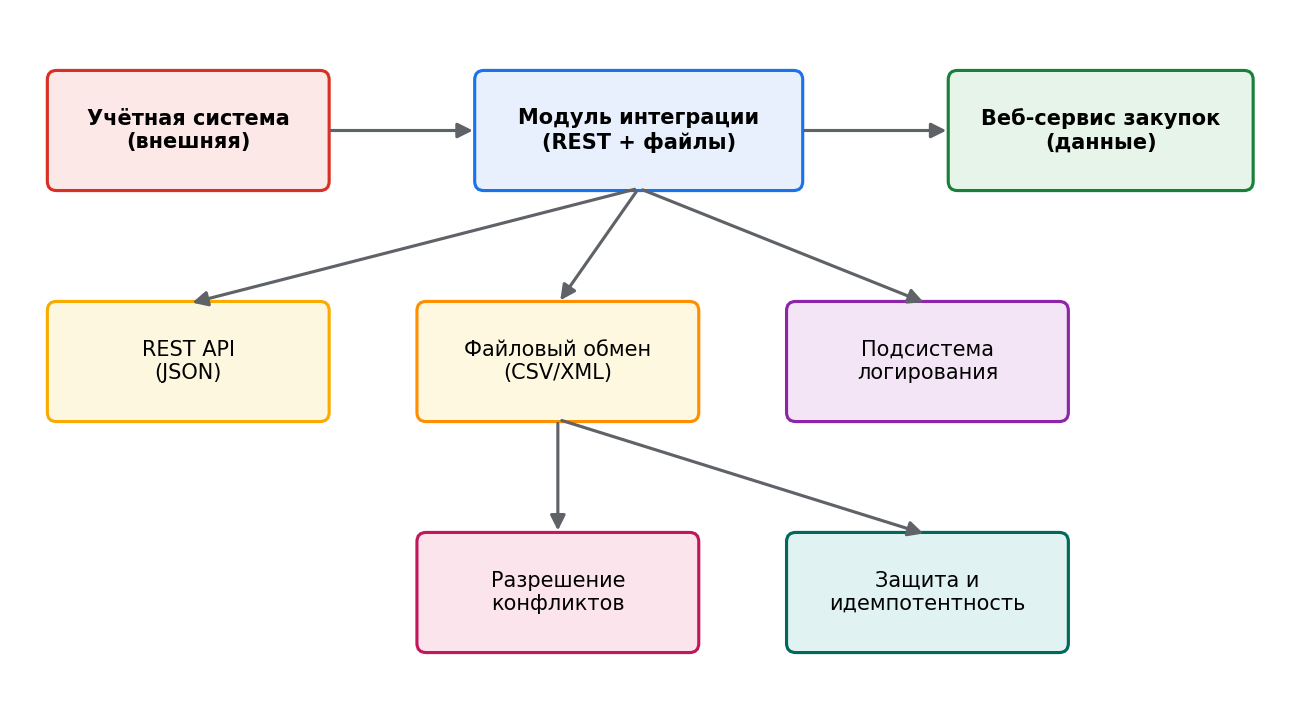 Учётная система
(внешняя)
Модуль интеграции
(REST + файлы)
Веб-сервис закупок
(данные)
REST API
(JSON)
Файловый обмен
(CSV/XML)
Подсистема
логирования
Разрешение
конфликтов
Защита и
идемпотентность